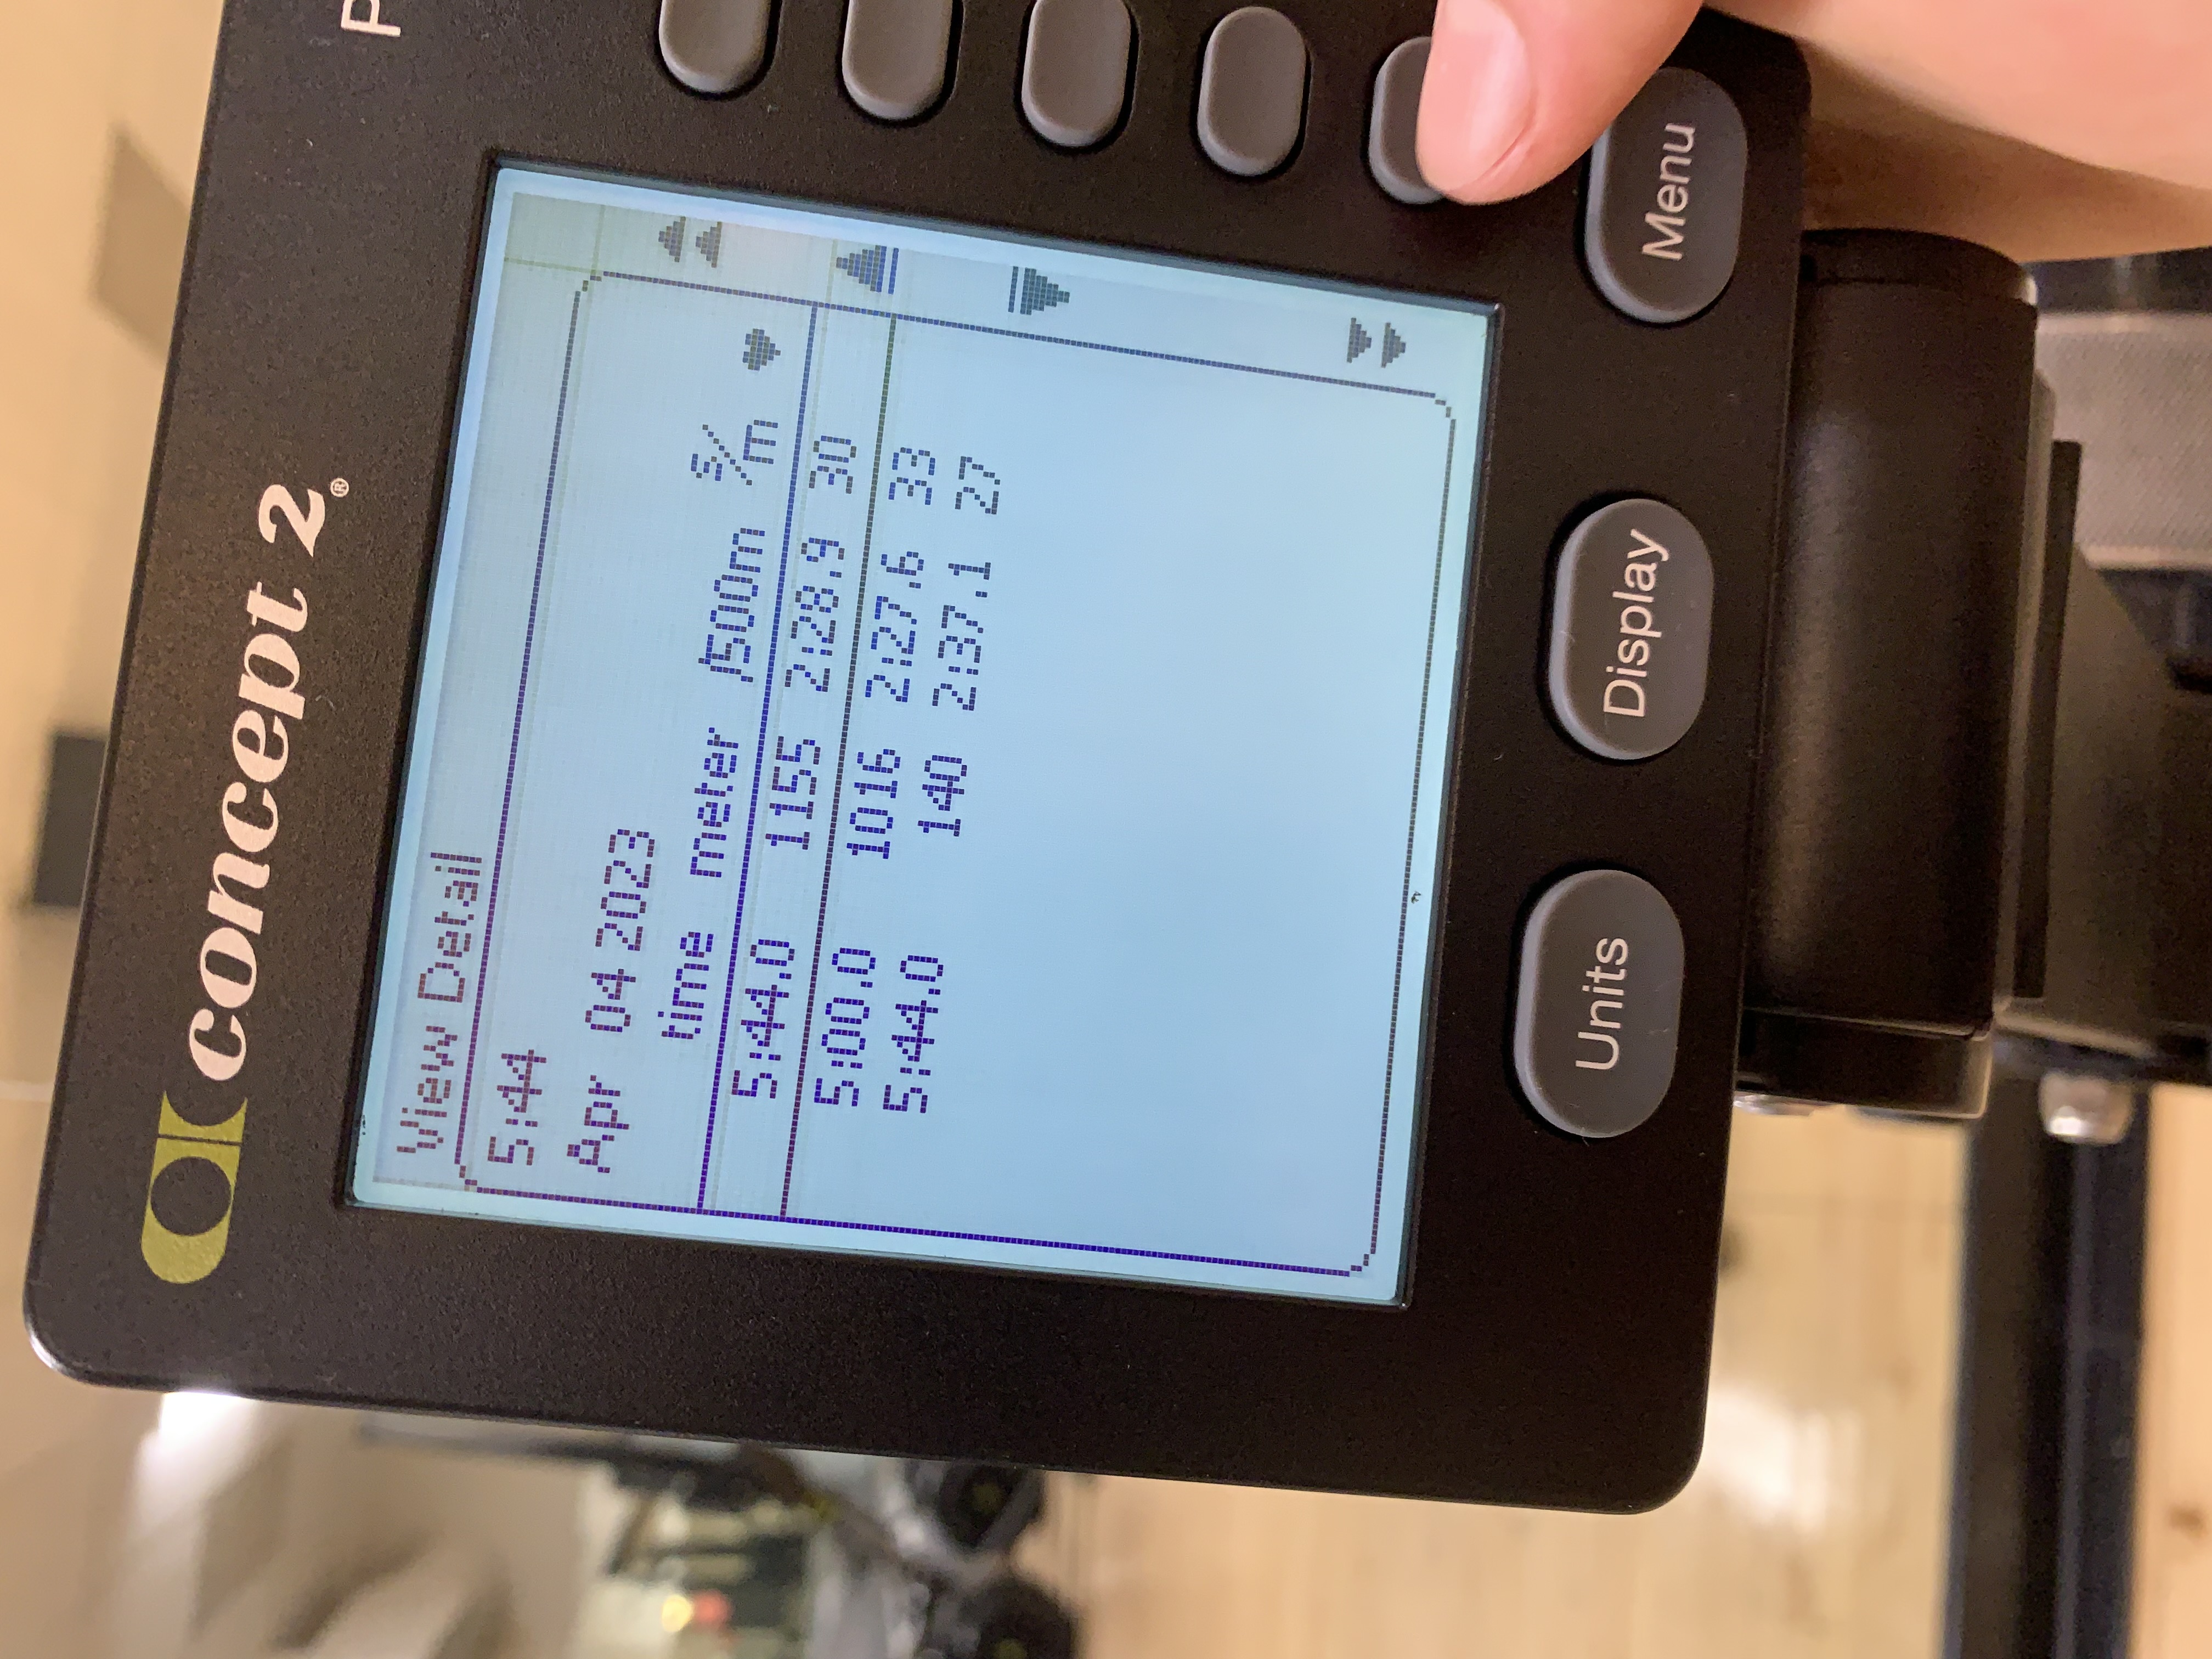 concept 2®
P
View Detail
5:44
Apr 04 2023
time meter /500m s/m ♥
5:44.0 1155 2:28.9 30
5:00.0 1016 2:27.6 33
5:44.0 140 2:37.1 27
Units Display Menu